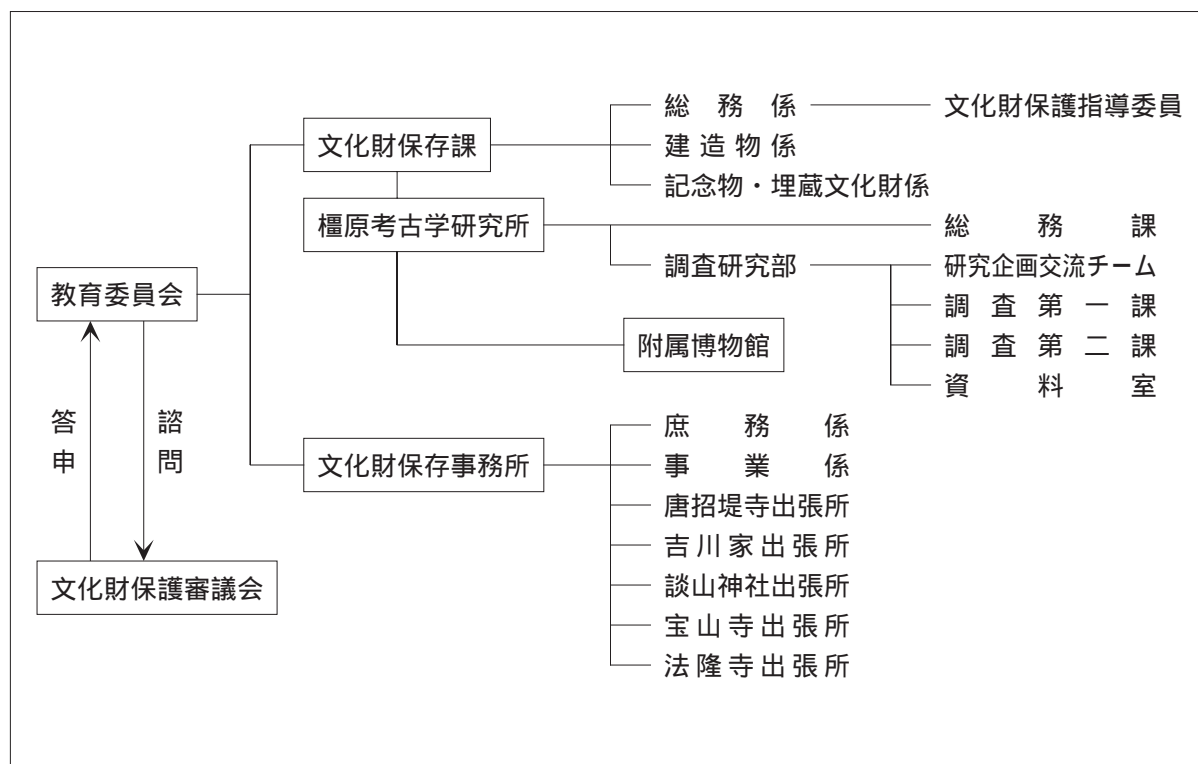 総務係 文化財保護指導委員
文化財保存課 建造物係
記念物・埋蔵文化財係
橿原考古学研究所 総務課
調査研究部 研究企画交流チーム
教育委員会 調査第一課
附属博物館 調査第二課
資料室
答申 諮問
庶務係
文化財保存事務所 事業係
唐招堤寺出張所
吉川家出張所
文化財保護審議会 談山神社出張所
宝山寺出張所
法隆寺出張所